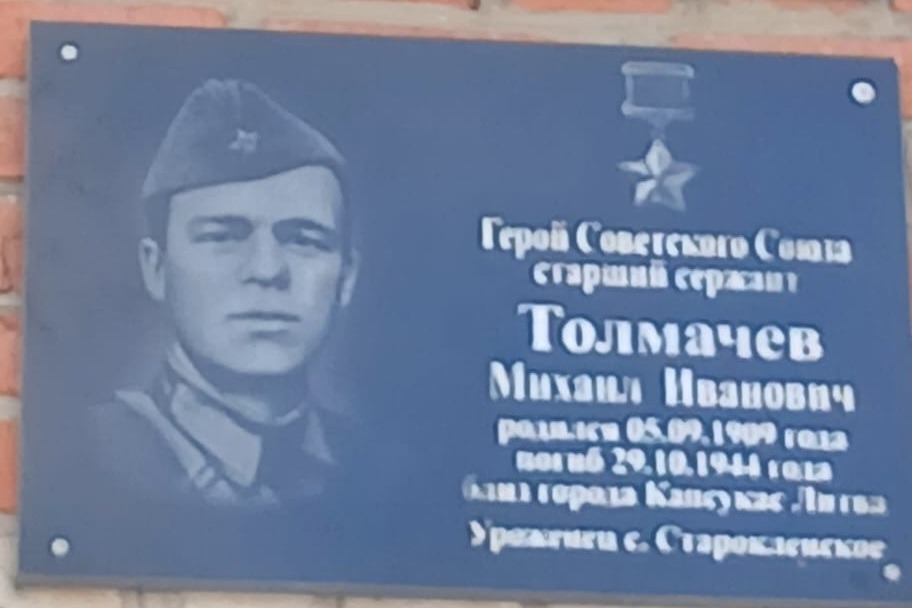 Герой Советского Союза
старший сержант
Толмачев
Михаил Иванович
родился 05.09.1909 года
погиб 29.10.1944 года
близ города Капсукас Литва
Уроженец с. Староклёнское